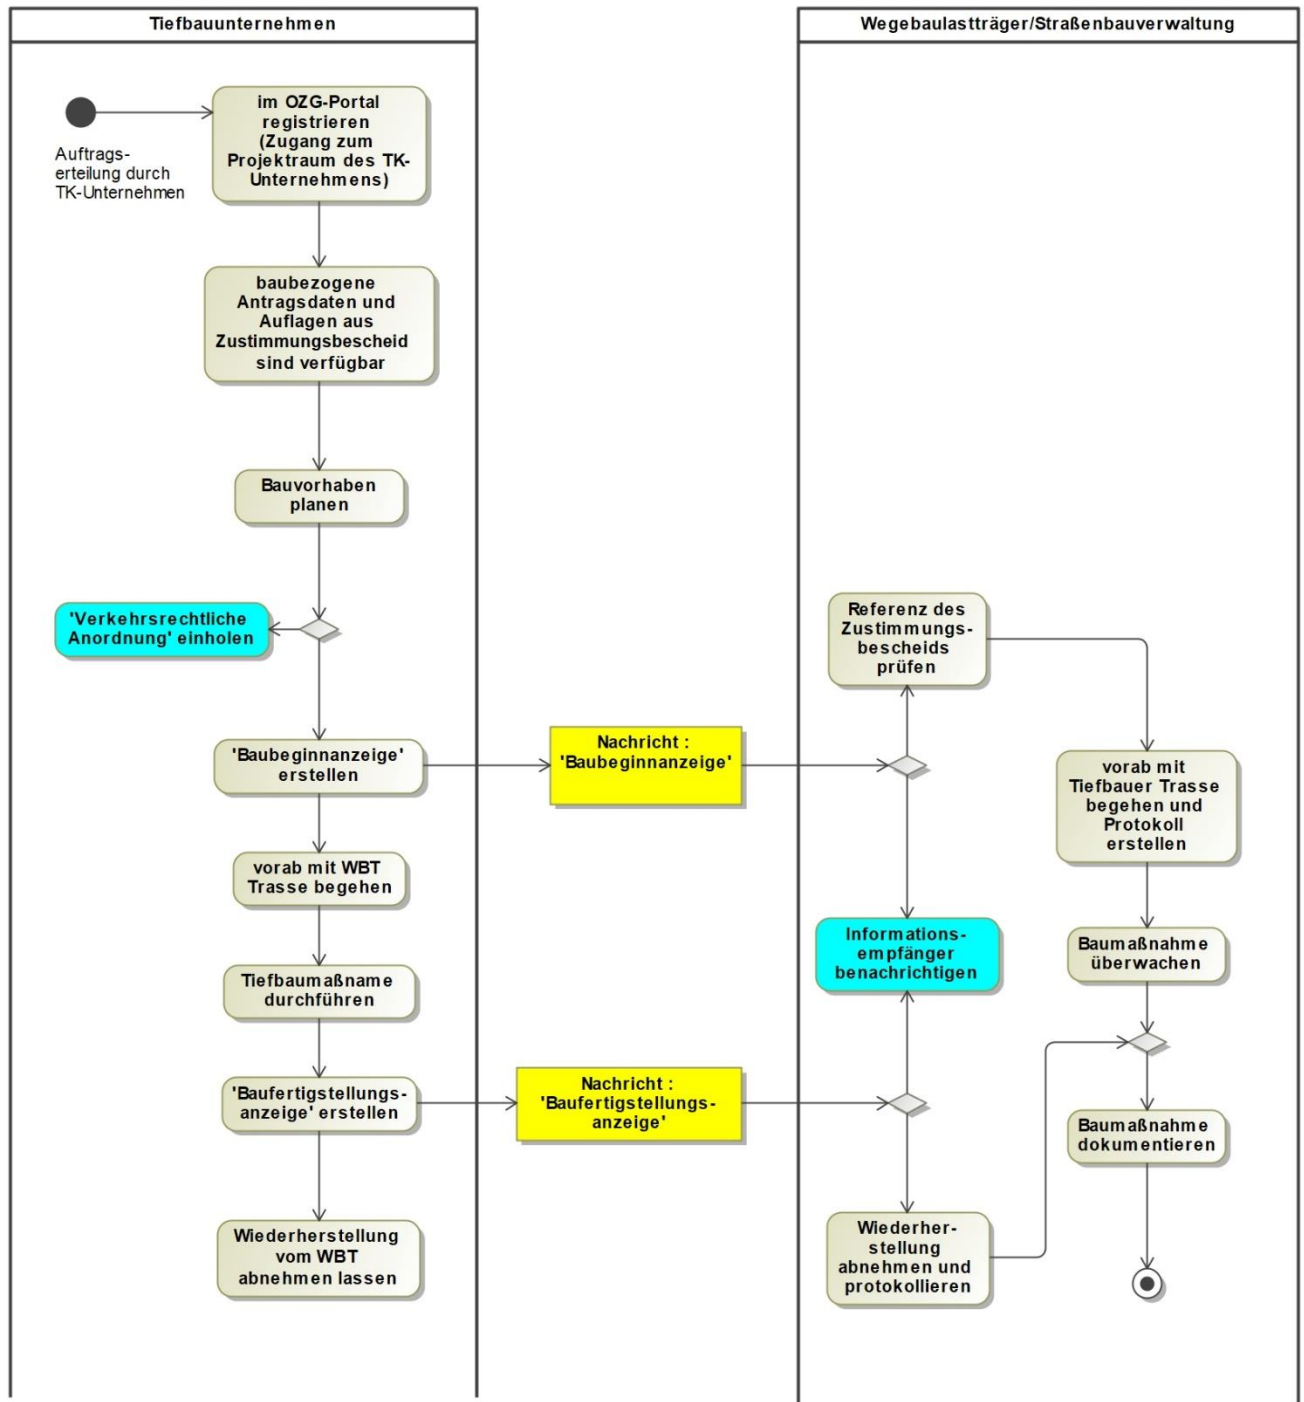 Tiefbauunternehmen
Wegebaulastträger/Straßenbauverwaltung
im OZG-Portal
registrieren
(Zugang zum
Projektraum des TK-
Unternehmens)
Auftrags-
erteilung durch
TK-Unternehmen
baubezogene
Antragsdaten und
Auflagen aus
Zustimmungsbescheid
sind verfügbar
Bauvorhaben
planen
'Verkehrsrechtliche
Anordnung' einholen
'Baubeginnanzeige'
erstellen
vorab mit WBT
Trasse begehen
Tiefbaumaßname
durchführen
'Baufertigstellungs-
anzeige' erstellen
Wiederherstellung
vom WBT
abnehmen lassen
Nachricht :
'Baubeginnanzeige'
Nachricht :
'Baufertigstellungs-
anzeige'
Referenz des
Zustimmungs-
bescheids
prüfen
Informations-
empfänger
benachrichtigen
Wiederher-
stellung
abnehmen und
protokollieren
vorab mit
Tiefbauer Trasse
begehen und
Protokoll
erstellen
Baumaßnahme
überwachen
Baumaßnahme
dokumentieren